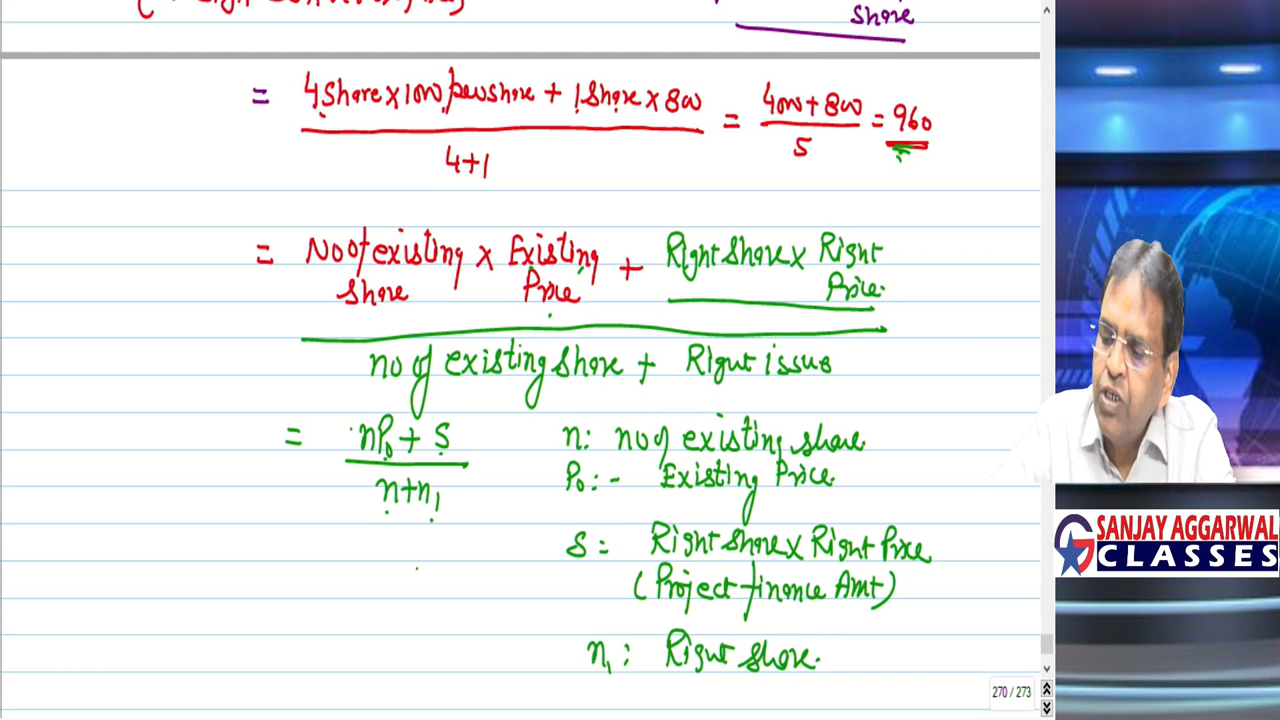 Share
= 4 Share x 1000 per share + 1 Share x 800 = 4000 + 800 = 960
4+1 5
= No of existing share x Existing Price + Right Share x Right Price.
no of existing share + Right issue
= nP0 + S n: no of existing share
n+n1 P0:- Existing Price.
S = Right share x Right Price
(Project finance Amt)
n1 : Right share.
270 / 273
SANJAY AGGARWAL
CLASSES